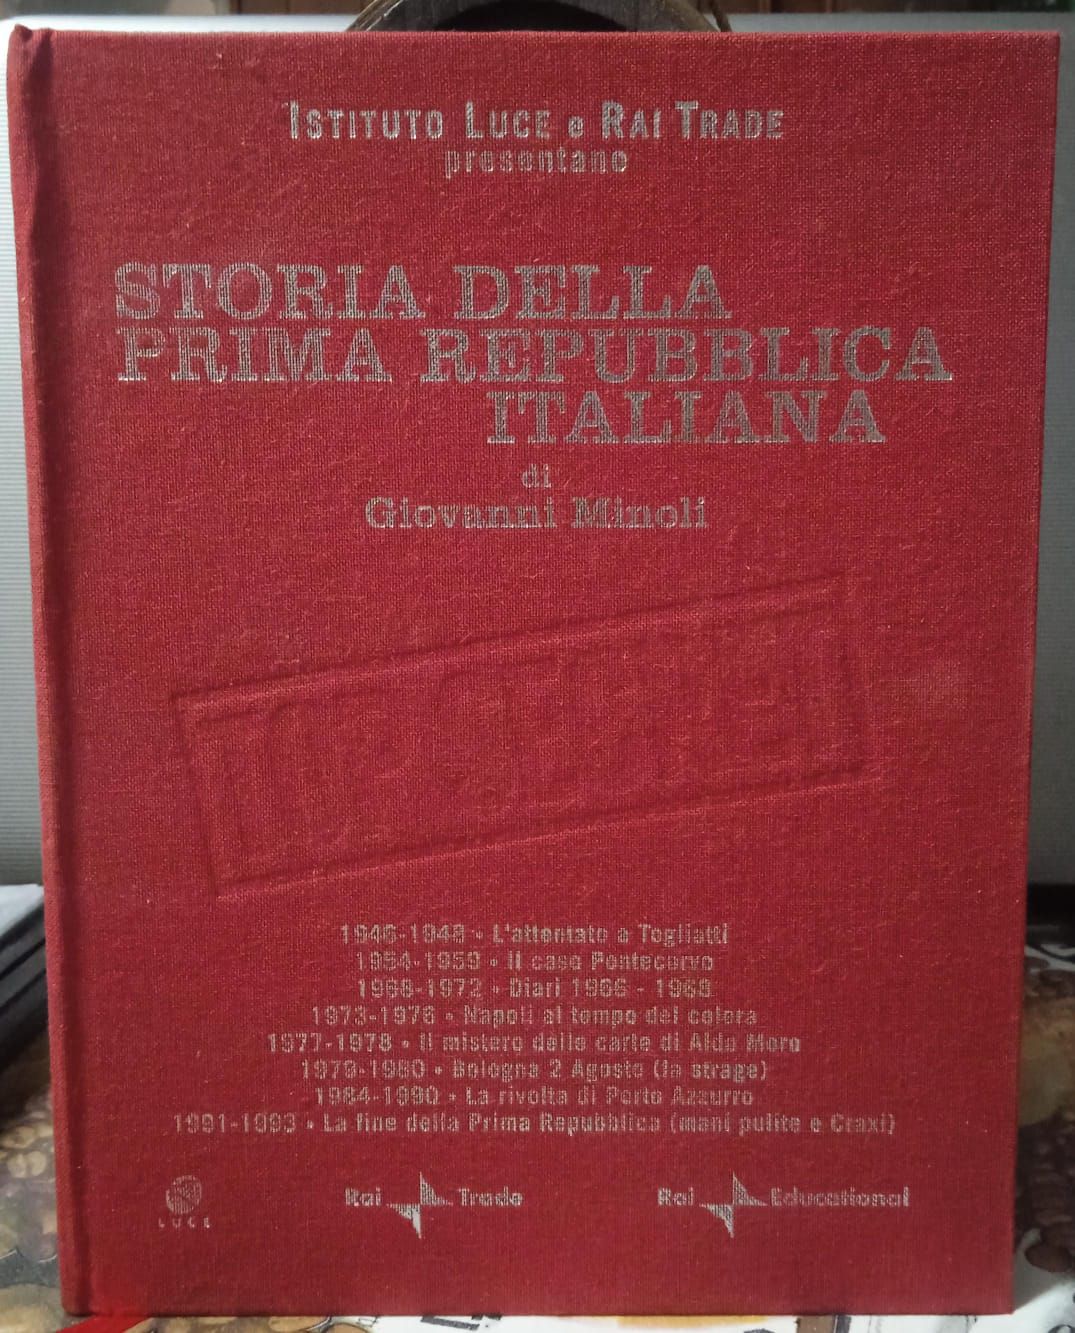 ISTITUTO LUCE e RAI TRADE
presentano
STORIA DELLA
PRIMA REPUBBLICA
ITALIANA
di
Giovanni Minoli
1946-1948 • L'attentato a Togliatti
1954-1959 • Il caso Pontecorvo
1968-1972 • Diari 1966 - 1968
1973-1976 • Napoli al tempo del colera
1977-1978 • Il mistero delle carte di Aldo Moro
1979-1980 • Bologna 2 Agosto (la strage)
1984-1990 • La rivolta di Porto Azzurro
1991-1993 • La fine della Prima Repubblica (mani pulite e Craxi)
LUCE
Rai Trade
Rai Educational